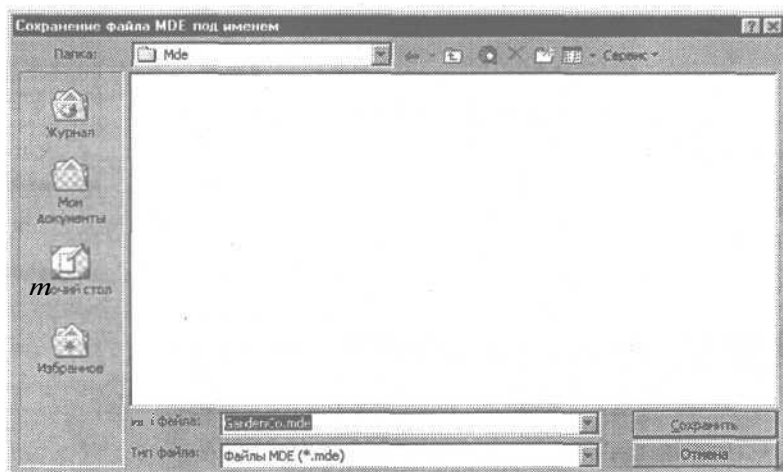 Сохранение файла MDE под именем
Папка: Mde Сервис
Журнал
Мои
документы
стол
Избранное
файла: GardenCo.mde Сохранить
Тип файла: Файлы MDE (*.mde) Отмена